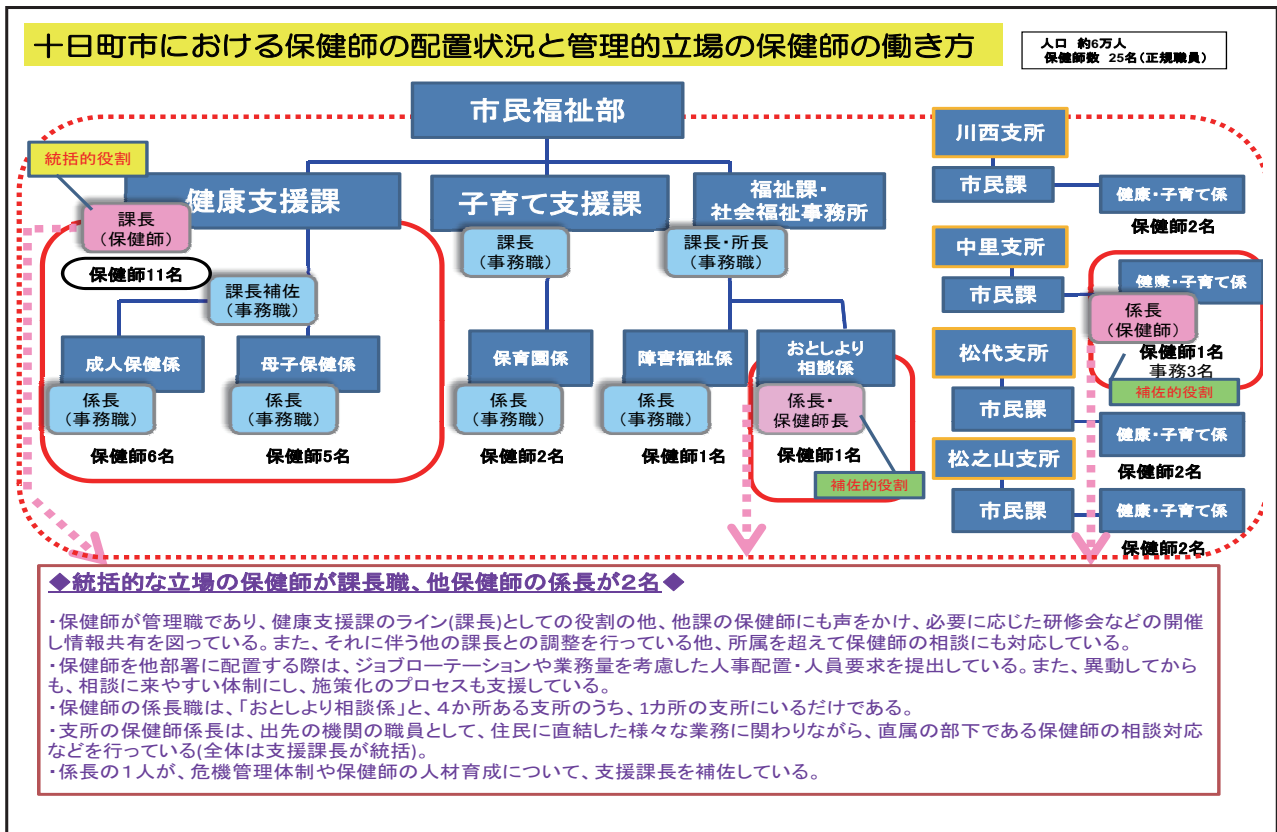 十日町市における保健師の配置状況と管理的立場の保健師の働き方
人口 約6万人
保健師数 25名(正規職員)
市民福祉部
統括的役割
健康支援課
課長
(保健師)
保健師11名
課長補佐
(事務職)
成人保健係
係長
(事務職)
保健師6名
母子保健係
係長
(事務職)
保健師5名
子育て支援課
課長
(事務職)
保育園係
係長
(事務職)
保健師2名
福祉課・
社会福祉事務所
課長・所長
(事務職)
障害福祉係
係長
(事務職)
保健師1名
おとしより
相談係
係長・
保健師長
保健師1名
補佐的役割
川西支所
市民課
健康・子育て係
保健師2名
中里支所
市民課
健康・子育て係
係長
(保健師)
保健師1名
事務3名
補佐的役割
松代支所
市民課
健康・子育て係
保健師2名
松之山支所
市民課
健康・子育て係
保健師2名
◆統括的な立場の保健師が課長職、他保健師の係長が2名◆
・保健師が管理職であり、健康支援課のライン(課長)としての役割の他、他課の保健師にも声をかけ、必要に応じた研修会などの開催
し情報共有を図っている。また、それに伴う他の課長との調整を行っている他、所属を超えて保健師の相談にも対応している。
・保健師を他部署に配置する際は、ジョブローテーションや業務量を考慮した人事配置・人員要求を提出している。また、異動してから
も、相談に来やすい体制にし、施策化のプロセスも支援している。
・保健師の係長職は、「おとしより相談係」と、4か所ある支所のうち、1カ所の支所にいるだけである。
・支所の保健師係長は、出先の機関の職員として、住民に直結した様々な業務に関わりながら、直属の部下である保健師の相談対応
などを行っている(全体は支援課長が統括)。
・係長の1人が、危機管理体制や保健師の人材育成について、支援課長を補佐している。